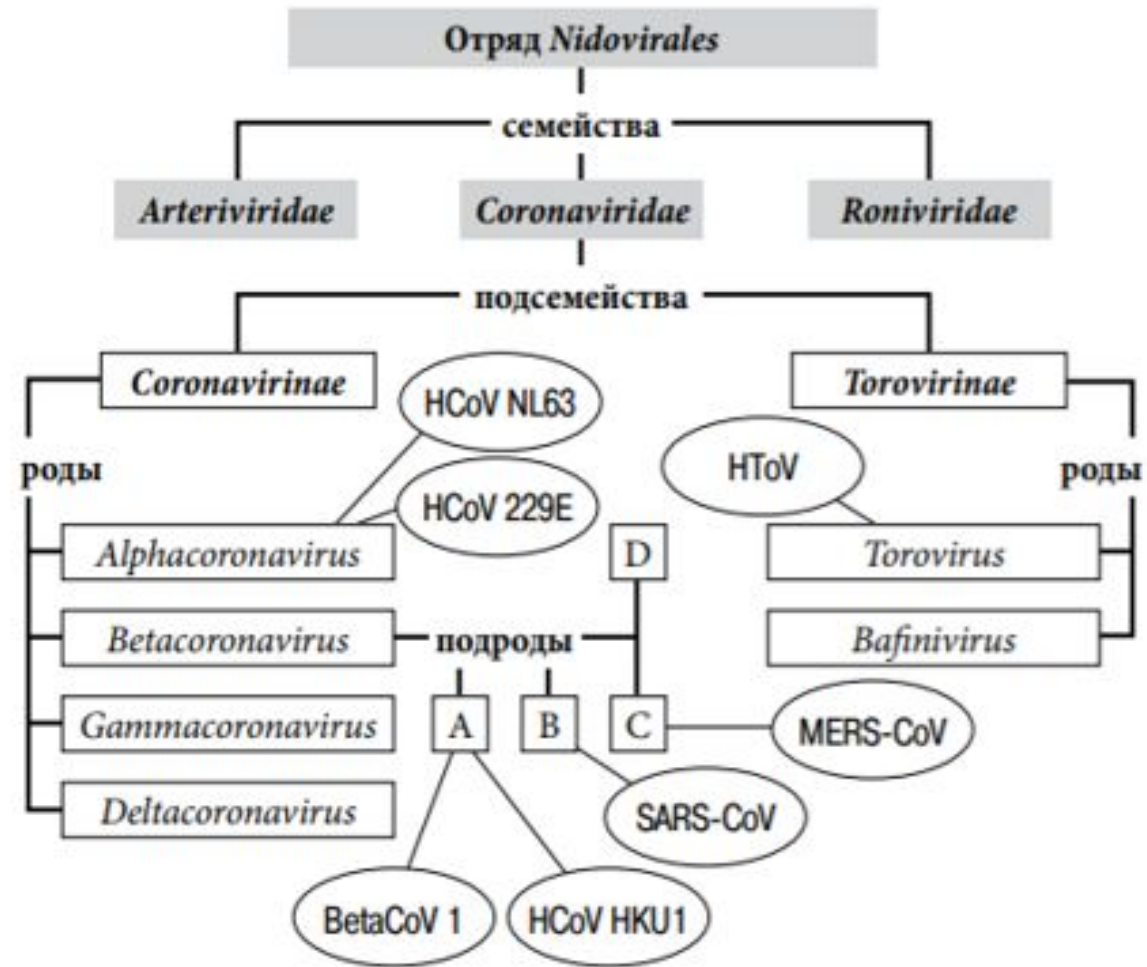 Отряд Nidovirales
семейства
Arteriviridae
Coronaviridae
Roniviridae
подсемейства
Coronavirinae
Torovirinae
HCoV NL63
роды
HToV
роды
HCoV 229E
Alphacoronavirus
D
Torovirus
Betacoronavirus
подроды
Bafinivirus
Gammacoronavirus
A
B
C
MERS-CoV
Deltacoronavirus
SARS-CoV
BetaCoV 1
HCoV HKU1